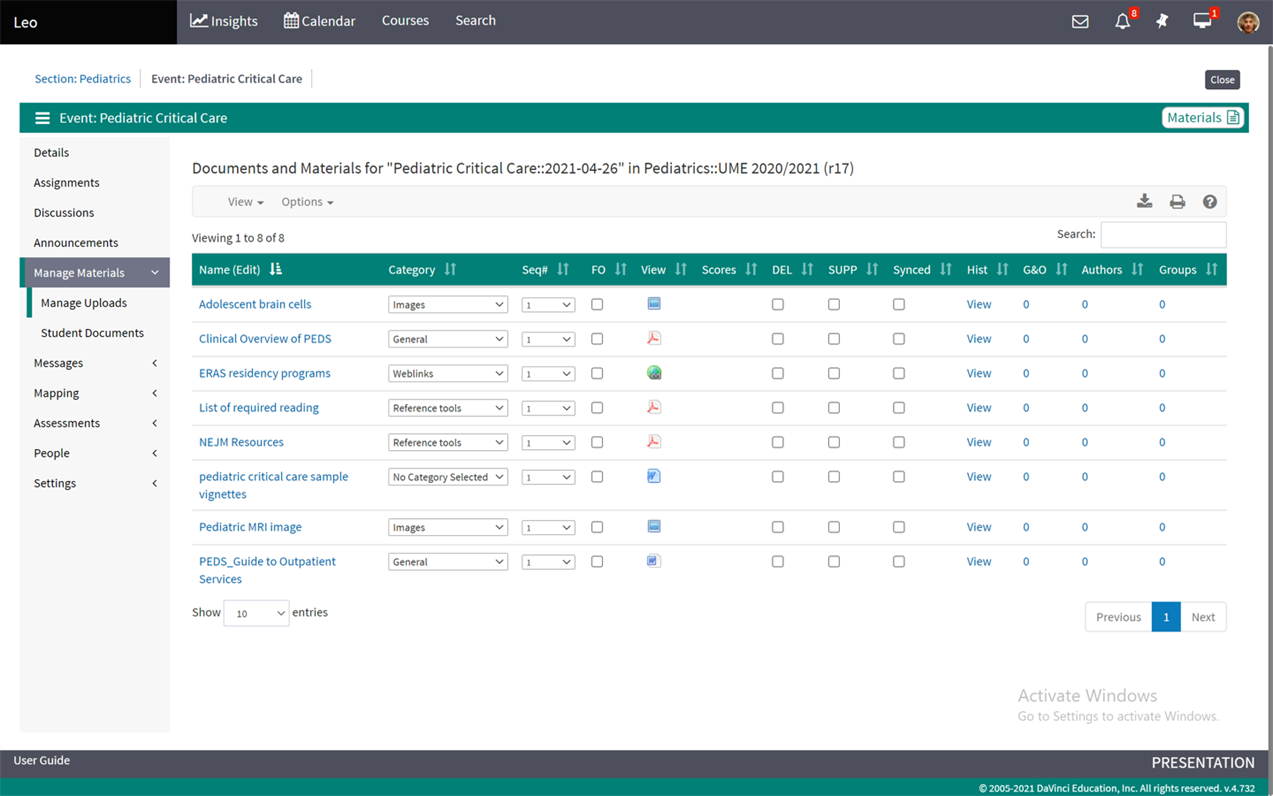 Leo Insights Calendar Courses Search 8 1
Section: Pediatrics Event: Pediatric Critical Care Close
Event: Pediatric Critical Care Materials
Details
Assignments
Discussions
Announcements
Manage Materials
Manage Uploads
Student Documents
Messages
Mapping
Assessments
People
Settings
Documents and Materials for "Pediatric Critical Care::2021-04-26" in Pediatrics::UME 2020/2021 (r17)
View Options
Viewing 1 to 8 of 8 Search:
Name (Edit) Category Seq# FO View Scores DEL SUPP Synced Hist G&O Authors Groups
Adolescent brain cells Images 1 View 0 0 0
Clinical Overview of PEDS General 1 View 0 0 0
ERAS residency programs Weblinks 1 View 0 0 0
List of required reading Reference tools 1 View 0 0 0
NEJM Resources Reference tools 1 View 0 0 0
pediatric critical care sample No Category Selected 1 View 0 0 0
vignettes
Pediatric MRI image Images 1 View 0 0 0
PEDS_Guide to Outpatient General 1 View 0 0 0
Services
Show 10 entries Previous 1 Next
Activate Windows
Go to Settings to activate Windows.
User Guide PRESENTATION
© 2005-2021 DaVinci Education, Inc. All rights reserved. v.4.732